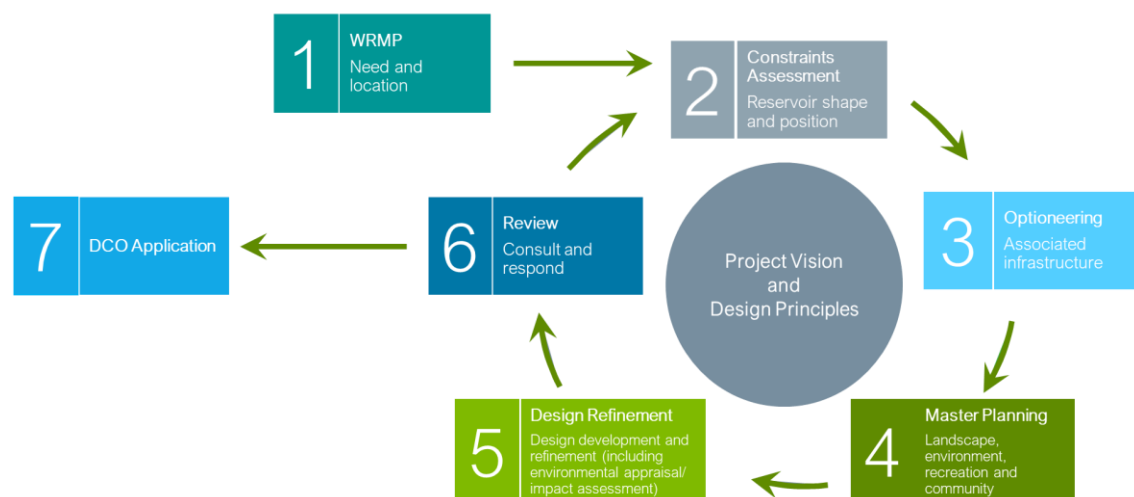 1
WRMP
Need and
location
2
Constraints
Assessment
Reservoir shape
and position
3
Optioneering
Associated
infrastructure
4
Master Planning
Landscape,
environment,
recreation and
community
5
Design Refinement
Design development and
refinement (including
environmental appraisal/
impact assessment)
6
Review
Consult and
respond
7
DCO Application
Project Vision
and
Design Principles